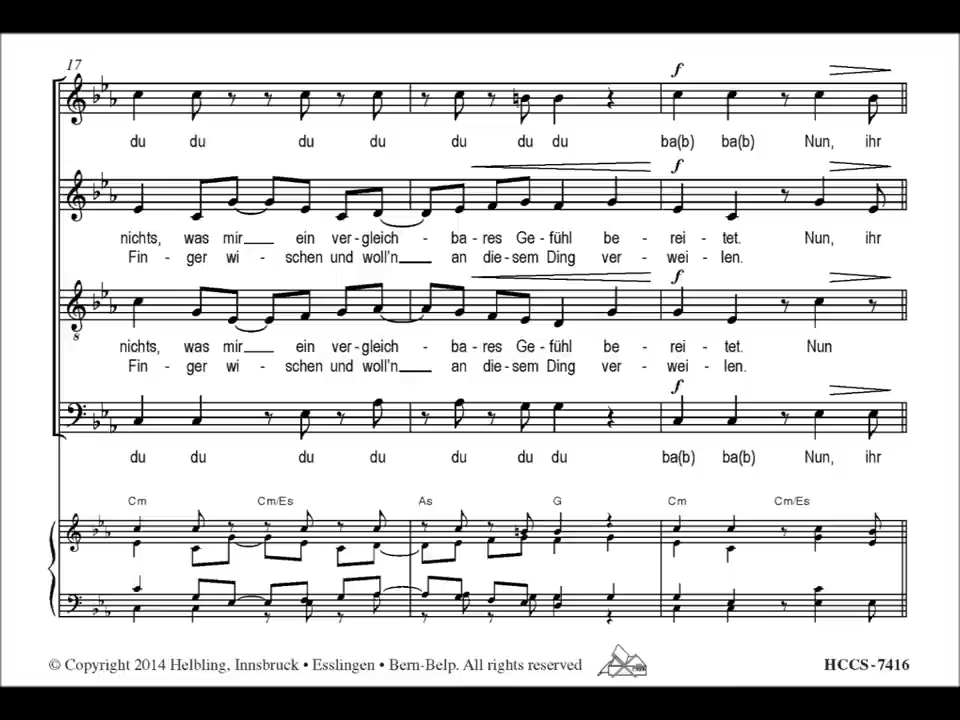 17
f
du du du du du du du ba(b) ba(b) Nun, ihr
f
nichts, was mir ein ver-gleich - ba-res Ge-fühl be - rei - tet. Nun, ihr
Fin - ger wi - schen und woll'n an die-sem Ding ver - wei - len.
f
nichts, was mir ein ver-gleich - ba-res Ge-fühl be - rei - tet. Nun
Fin - ger wi - schen und woll'n an die-sem Ding ver - wei - len.
8
f
du du du du du du du ba(b) ba(b) Nun, ihr
Cm Cm/Es As G Cm Cm/Es
© Copyright 2014 Helbling, Innsbruck • Esslingen • Bern-Belp. All rights reserved HCCS-7416